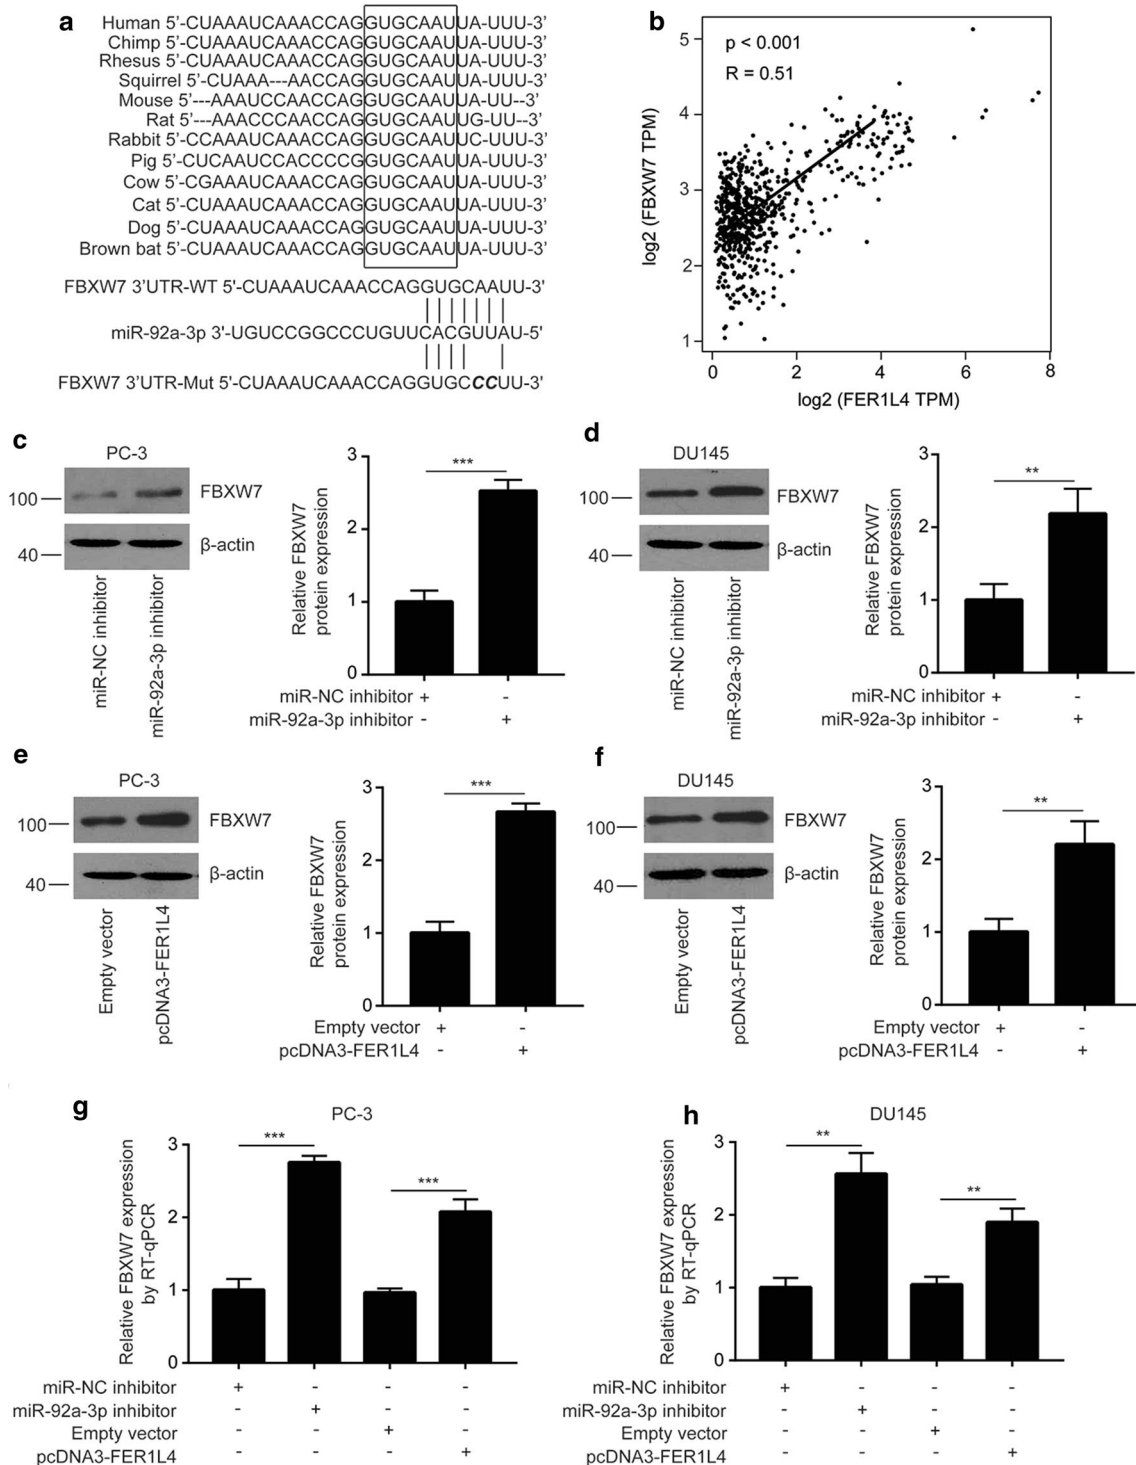 a
Human 5'-CUAAAUCAAACCAGGUGCAAUUA-UUU-3'
Chimp 5'-CUAAAUCAAACCAGGUGCAAUUA-UUU-3'
Rhesus 5'-CUAAAUCAAACCAGGUGCAAUUA-UUU-3'
Squirrel 5'-CUAAA---AACCAGGUGCAAUUA-UUU-3'
Mouse 5'---AAAUCCAACCAGGUGCAAUUA-UU--3'
Rat 5'---AAACCCAACCAGGUGCAAUUG-UU--3'
Rabbit 5'-CCAAAUCAAACCAGGUGCAAUUC-UUU-3'
Pig 5'-CUCAAUCCACCCCGGUGCAAUUA-UUU-3'
Cow 5'-CGAAAUCAAACCAGGUGCAAUUA-UUU-3'
Cat 5'-CUAAAUCAAACCAGGUGCAAUUA-UUU-3'
Dog 5'-CUAAAUCAAACCAGGUGCAAUUA-UUU-3'
Brown bat 5'-CUAAAUCAAACCAGGUGCAAUUA-UUU-3'
FBXW7 3'UTR-WT 5'-CUAAAUCAAACCAGGUGCAAUU-3'
miR-92a-3p 3'-UGUCCGGCCCUGUUCACGUUAU-5'
FBXW7 3'UTR-Mut 5'-CUAAAUCAAACCAGGUGCCCUU-3'
b
p < 0.001
R = 0.51
5
4
3
2
1
log2 (FBXW7 TPM)
0 2 4 6 8
log2 (FER1L4 TPM)
c
PC-3
100
FBXW7
40
β-actin
miR-NC inhibitor
miR-92a-3p inhibitor
Relative FBXW7
protein expression
3
2
1
0
***
miR-NC inhibitor + -
miR-92a-3p inhibitor - +
d
DU145
100
FBXW7
40
β-actin
miR-NC inhibitor
miR-92a-3p inhibitor
Relative FBXW7
protein expression
3
2
1
0
**
miR-NC inhibitor + -
miR-92a-3p inhibitor - +
e
PC-3
100
FBXW7
40
β-actin
Empty vector
pcDNA3-FER1L4
Relative FBXW7
protein expression
3
2
1
0
***
Empty vector + -
pcDNA3-FER1L4 - +
f
DU145
100
FBXW7
40
β-actin
Empty vector
pcDNA3-FER1L4
Relative FBXW7
protein expression
3
2
1
0
**
Empty vector + -
pcDNA3-FER1L4 - +
g
PC-3
Relative FBXW7 expression
by RT-qPCR
3
2
1
0
***
***
miR-NC inhibitor + - - -
miR-92a-3p inhibitor - + - -
Empty vector - - + -
pcDNA3-FER1L4 - - - +
h
DU145
Relative FBXW7 expression
by RT-qPCR
3
2
1
0
**
**
miR-NC inhibitor + - - -
miR-92a-3p inhibitor - + - -
Empty vector - - + -
pcDNA3-FER1L4 - - - +